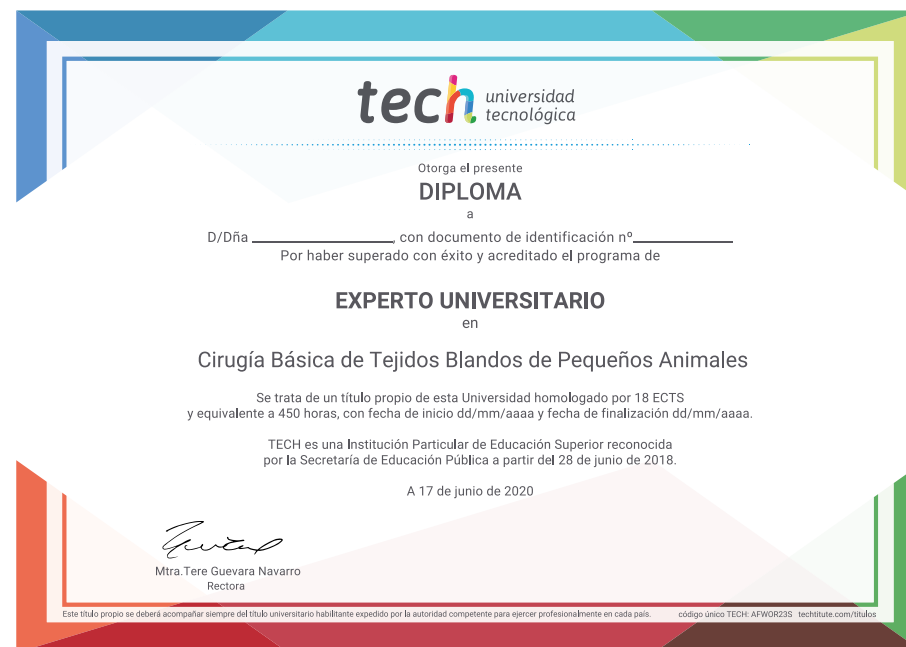 tech universidad
tecnológica
Otorga el presente
DIPLOMA
a
D/Dña ____________________, con documento de identificación nº______________
Por haber superado con éxito y acreditado el programa de
EXPERTO UNIVERSITARIO
en
Cirugía Básica de Tejidos Blandos de Pequeños Animales
Se trata de un título propio de esta Universidad homologado por 18 ECTS
y equivalente a 450 horas, con fecha de inicio dd/mm/aaaa y fecha de finalización dd/mm/aaaa.
TECH es una Institución Particular de Educación Superior reconocida
por la Secretaría de Educación Pública a partir del 28 de junio de 2018.
A 17 de junio de 2020
Mtra.Tere Guevara Navarro
Rectora
Este título propio se deberá acompañar siempre del título universitario habilitante expedido por la autoridad competente para ejercer profesionalmente en cada país. código único TECH: AFWOR23S techtitute.com/titulos